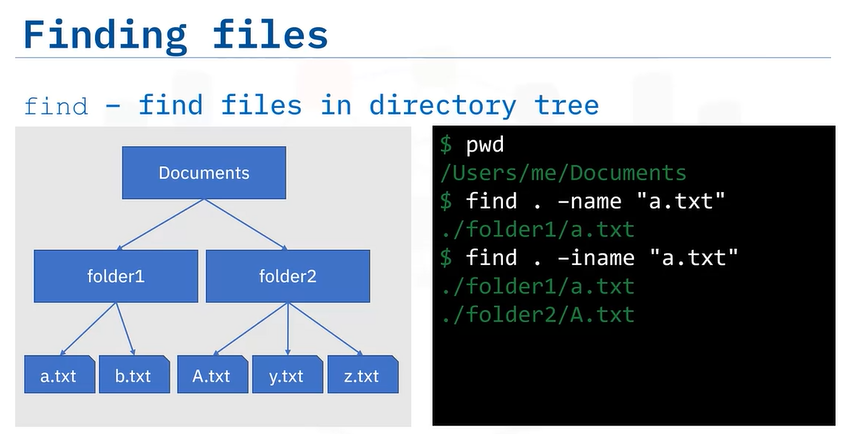 Finding files
find – find files in directory tree
Documents
folder1 folder2
a.txt b.txt A.txt y.txt z.txt
$ pwd
/Users/me/Documents
$ find . –name "a.txt"
./folder1/a.txt
$ find . –iname "a.txt"
./folder1/a.txt
./folder2/A.txt